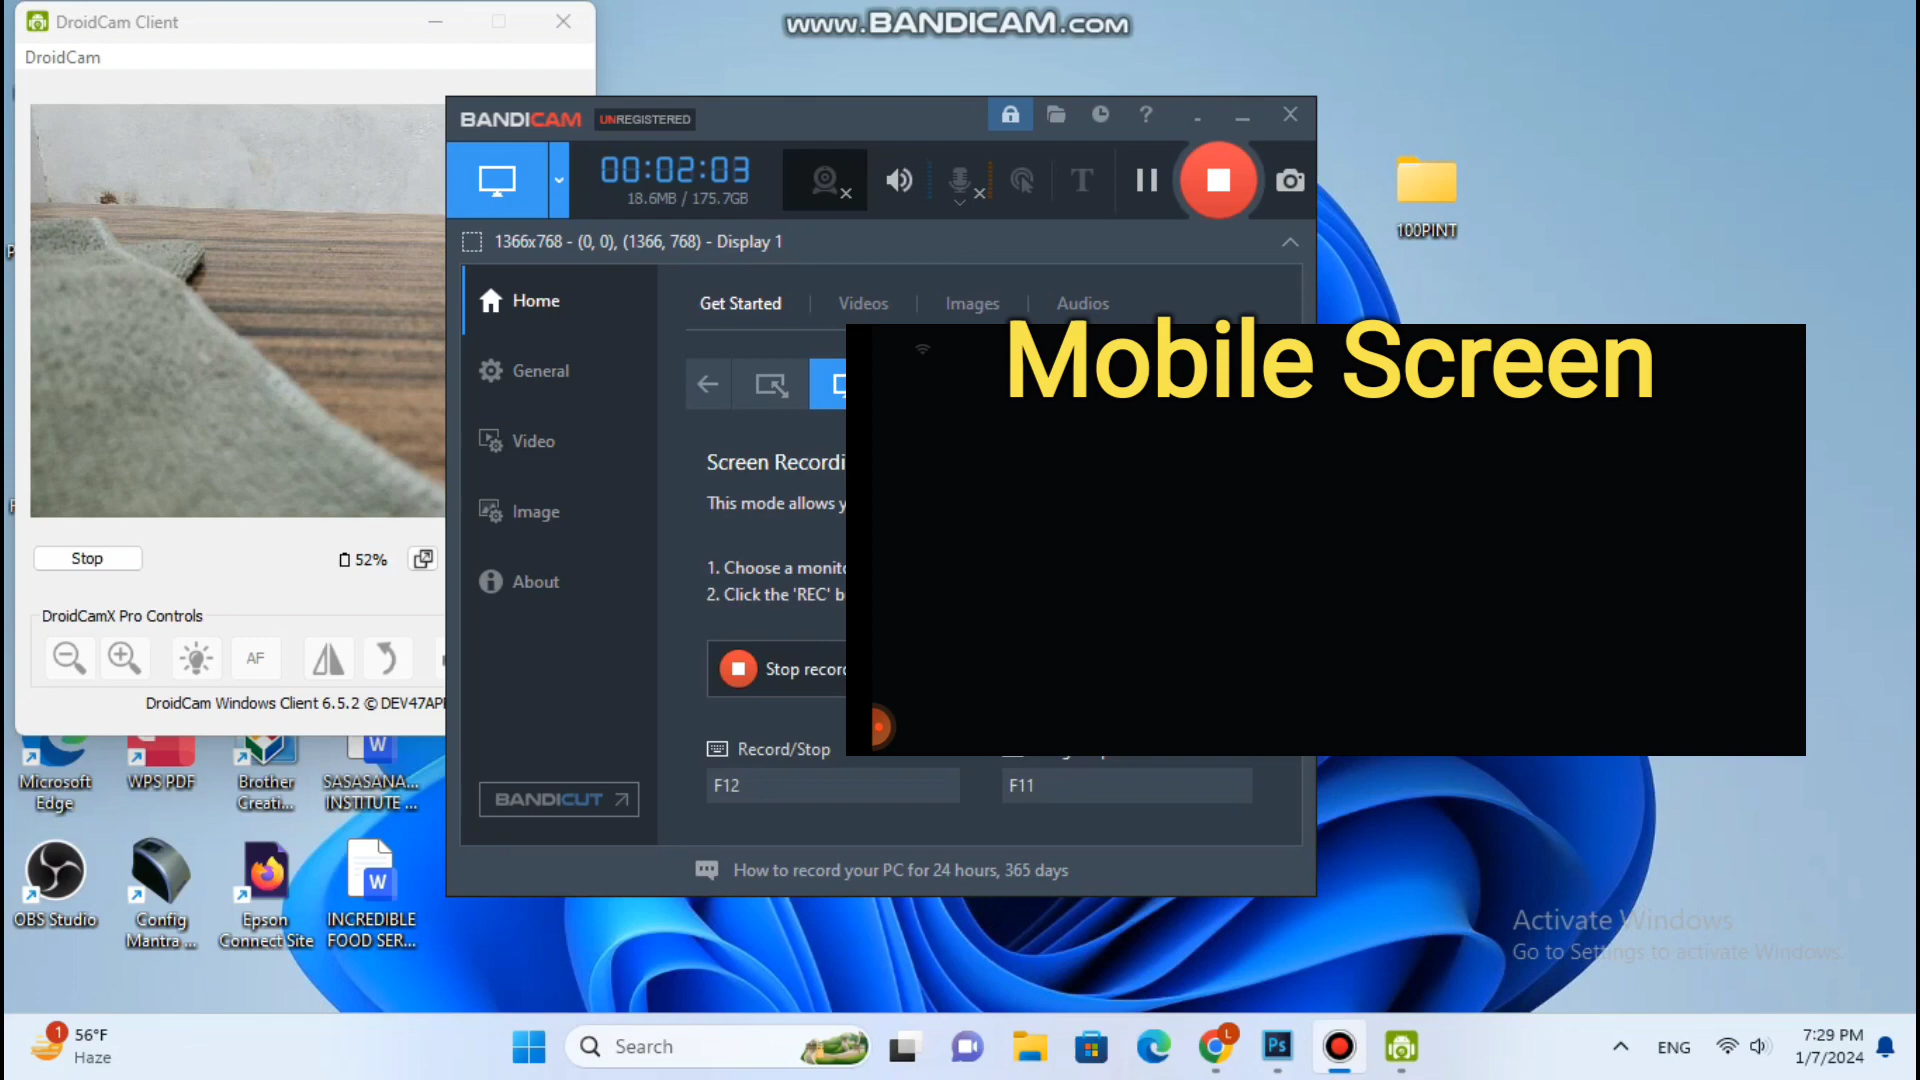 DroidCam Client
www.BANDICAM.com
DroidCam
BANDICAM UNREGISTERED
00:02:03
18.6MB / 175.7GB
1366x768 - (0, 0), (1366, 768) - Display 1
100PINT
Home
Get Started
Videos
Images
Audios
Mobile Screen
General
Video
Screen Recordi
This mode allows y
Image
Stop
52%
1. Choose a monito
2. Click the 'REC' b
About
DroidCamX Pro Controls
AF
Stop recor
DroidCam Windows Client 6.5.2 © DEV47AP
Record/Stop
F12
F11
BANDICUT
Microsoft
Edge
WPS PDF
Brother
Creati...
SASASANA...
INSTITUTE ...
How to record your PC for 24 hours, 365 days
OBS Studio
Config
Mantra ...
Epson
Connect Site
INCREDIBLE
FOOD SER...
Activate Windows
Go to Settings to activate Windows.
1
56°F
Haze
Search
L
Ps
ENG
7:29 PM
1/7/2024